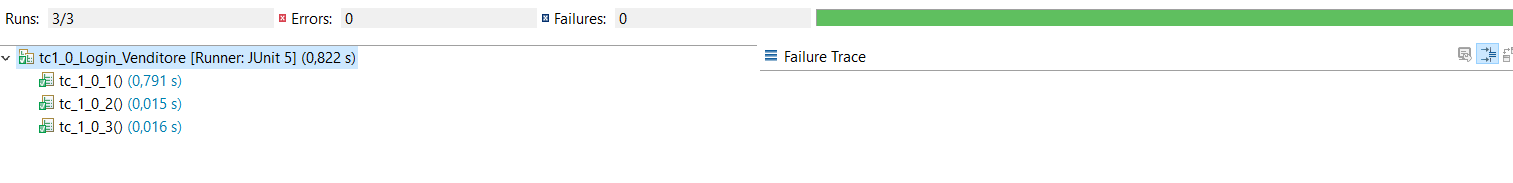 Runs: 3/3 Errors: 0 Failures: 0
tc1_0_Login_Venditore [Runner: JUnit 5] (0,822 s)
Failure Trace
tc_1_0_1() (0,791 s)
tc_1_0_2() (0,015 s)
tc_1_0_3() (0,016 s)